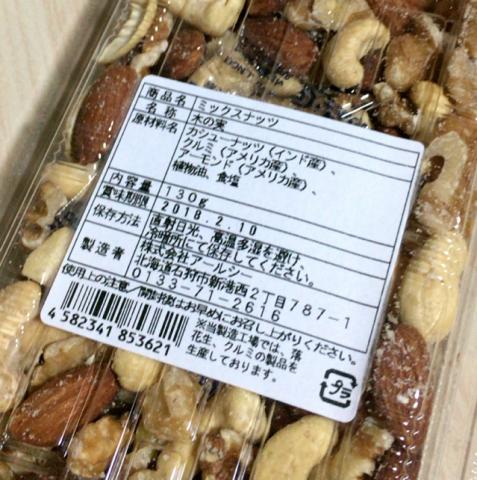 商品名 ミックスナッツ
名称 木の実
原材料名 カシューナッツ(インド産)、
クルミ(アメリカ産)、
アーモンド(アメリカ産)、
植物油、食塩
内容量 130g
賞味期限 2018.2.10
保存方法 直射日光、高温多湿を避け
冷暗所にて保存してください。
製造者 株式会社アールシー
北海道石狩市新港西2丁目787-1
0133-71-2616
使用上の注意/開封後はお早めにお召し上がりください。
※当製造工場では、落
花生、クルミの製品を
生産しております。
4582341853621
プラ